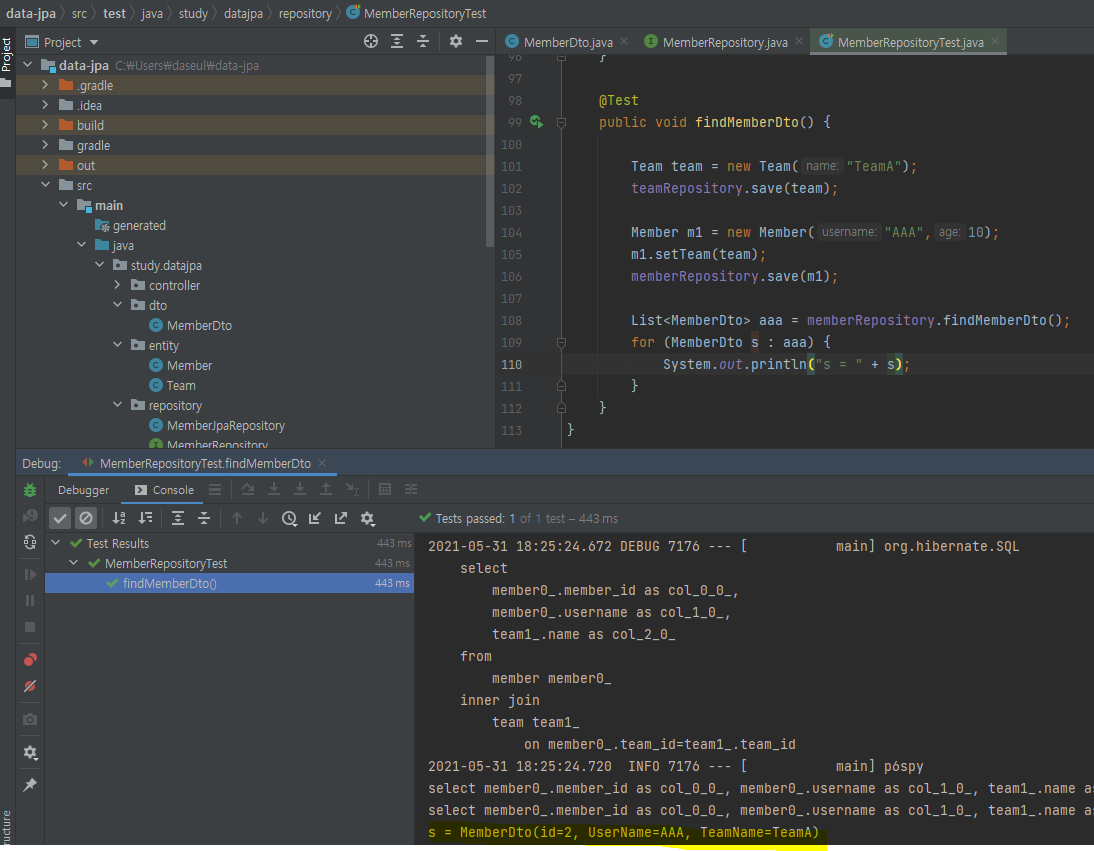 data-jpa 〉 src 〉 test 〉 java 〉 study 〉 datajpa 〉 repository 〉 MemberRepositoryTest
Project
Project
data-jpa C:₩Users₩daseul₩data-jpa
.gradle
.idea
build
gradle
out
src
main
generated
java
study.datajpa
controller
dto
MemberDto
entity
Member
Team
repository
MemberJpaRepository
MemberRepository
MemberDto.java
MemberRepository.java
MemberRepositoryTest.java
96 }
97
98 @Test
99 public void findMemberDto() {
100
101 Team team = new Team( name: "TeamA");
102 teamRepository.save(team);
103
104 Member m1 = new Member( username: "AAA", age: 10);
105 m1.setTeam(team);
106 memberRepository.save(m1);
107
108 List<MemberDto> aaa = memberRepository.findMemberDto();
109 for (MemberDto s : aaa) {
110 System.out.println("s = " + s);
111 }
112 }
113 }
Debug: MemberRepositoryTest.findMemberDto
Debugger Console
Tests passed: 1 of 1 test – 443 ms
Test Results 443 ms
MemberRepositoryTest 443 ms
findMemberDto() 443 ms
2021-05-31 18:25:24.672 DEBUG 7176 --- [ main] org.hibernate.SQL
select
member0_.member_id as col_0_0_,
member0_.username as col_1_0_,
team1_.name as col_2_0_
from
member member0_
inner join
team team1_
on member0_.team_id=team1_.team_id
2021-05-31 18:25:24.720 INFO 7176 --- [ main] p6spy
select member0_.member_id as col_0_0_, member0_.username as col_1_0_, team1_.name as
select member0_.member_id as col_0_0_, member0_.username as col_1_0_, team1_.name as
s = MemberDto(id=2, UserName=AAA, TeamName=TeamA)
ructure